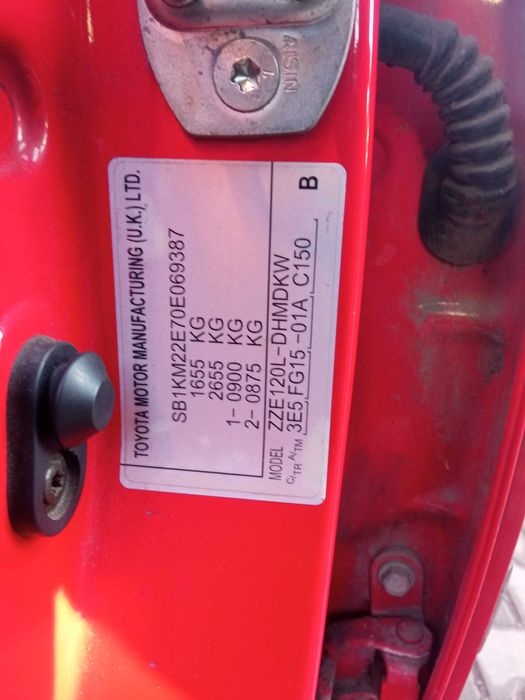 AISIN
TOYOTA MOTOR MANUFACTURING (U.K.) LTD.
SB1KM22E70E069387
1655 KG
2655 KG
1- 0900 KG
2- 0875 KG
MODEL ZZE120L-DHMDKW
C/TR A/TM 3E5 FG15 -01A C150
B